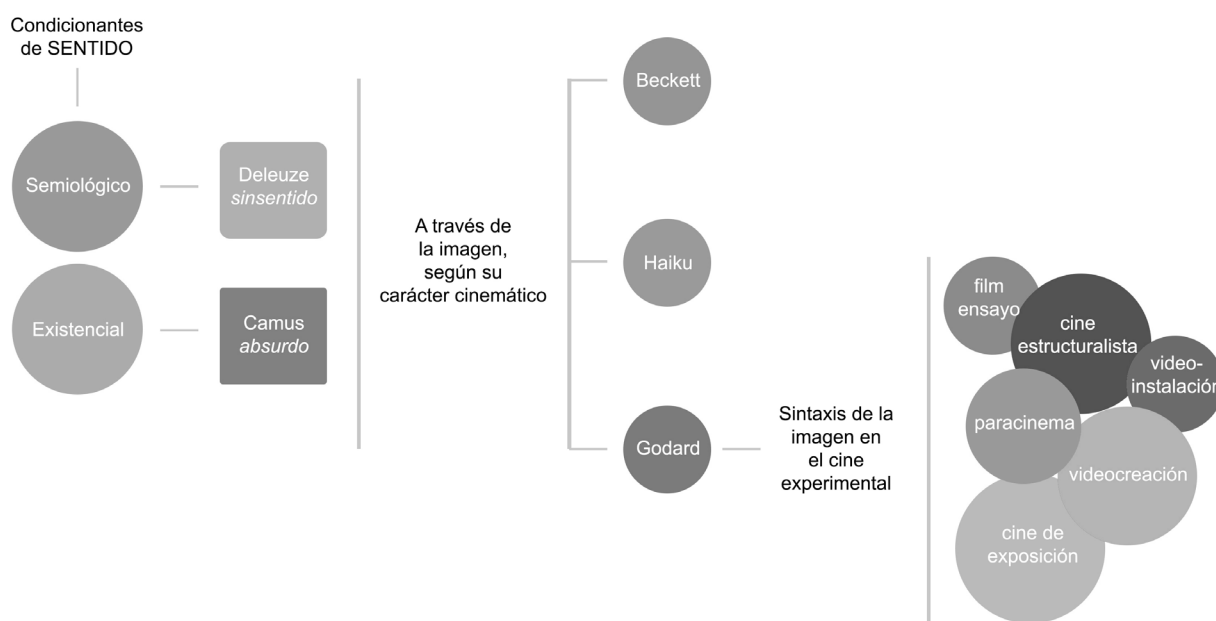 Condicionantes
de SENTIDO
Semiológico
Deleuze
sinsentido
Existencial
Camus
absurdo
A través de
la imagen,
según su
carácter cinemático
Beckett
Haiku
Godard
Sintaxis de la
imagen en
el cine
experimental
film
ensayo
cine
estructuralista
video-
instalación
paracinema
videocreación
cine de
exposición